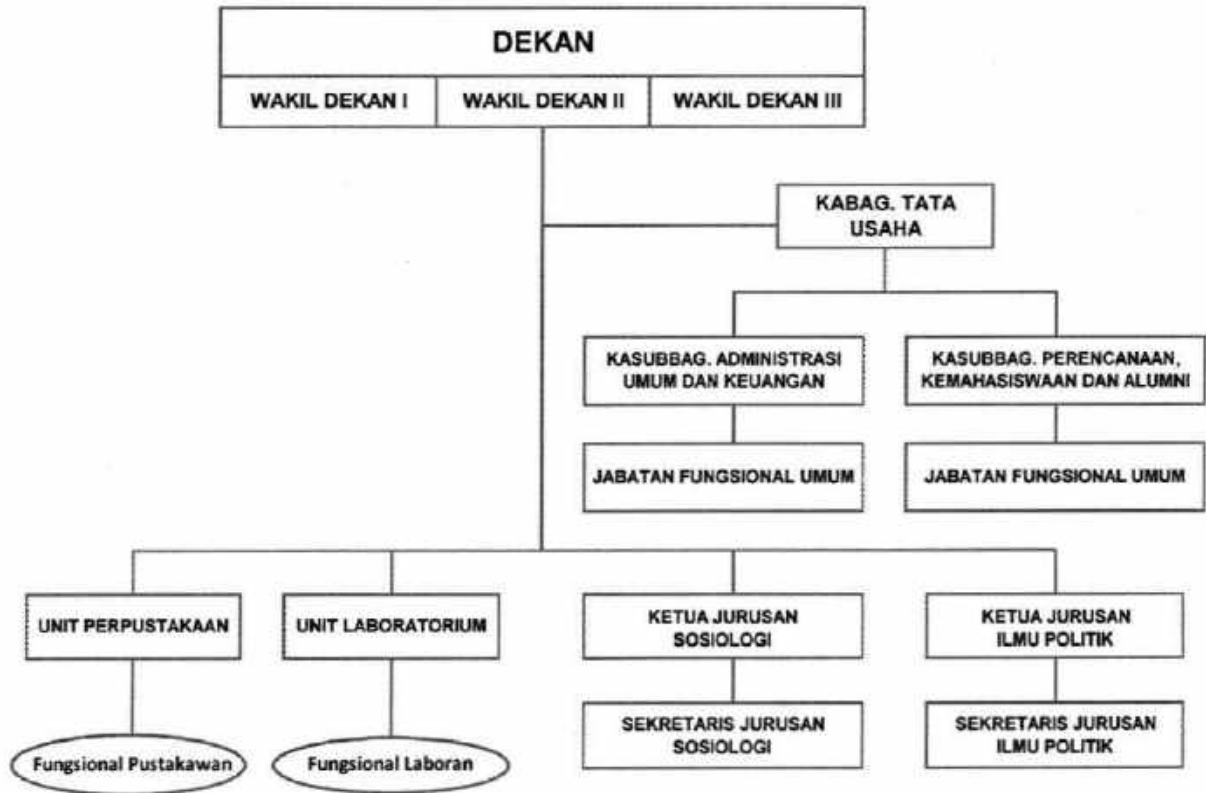 DEKAN
WAKIL DEKAN I
WAKIL DEKAN II
WAKIL DEKAN III
KABAG. TATA
USAHA
KASUBBAG. ADMINISTRASI
UMUM DAN KEUANGAN
KASUBBAG. PERENCANAAN,
KEMAHASISWAAN DAN ALUMNI
JABATAN FUNGSIONAL UMUM
JABATAN FUNGSIONAL UMUM
UNIT PERPUSTAKAAN
UNIT LABORATORIUM
KETUA JURUSAN
SOSIOLOGI
KETUA JURUSAN
ILMU POLITIK
Fungsional Pustakawan
Fungsional Laboran
SEKRETARIS JURUSAN
SOSIOLOGI
SEKRETARIS JURUSAN
ILMU POLITIK